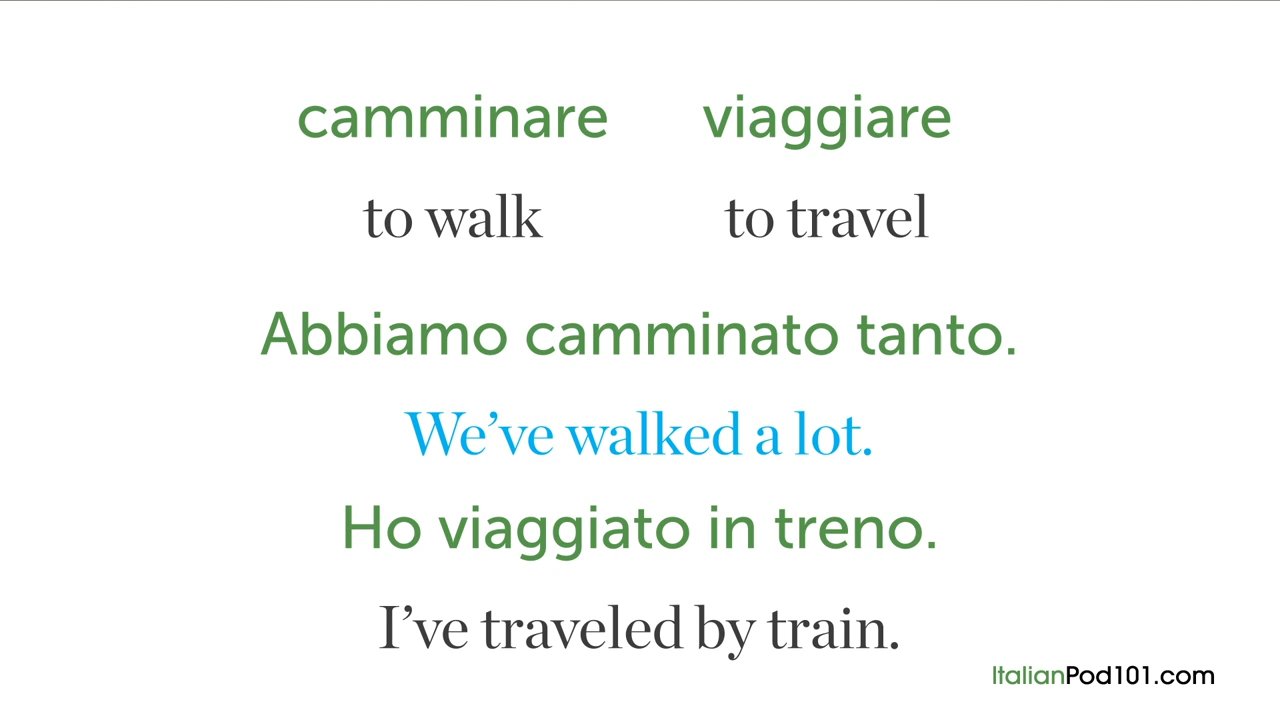 camminare viaggiare
to walk to travel
Abbiamo camminato tanto.
We’ve walked a lot.
Ho viaggiato in treno.
I’ve traveled by train.
ItalianPod101.com